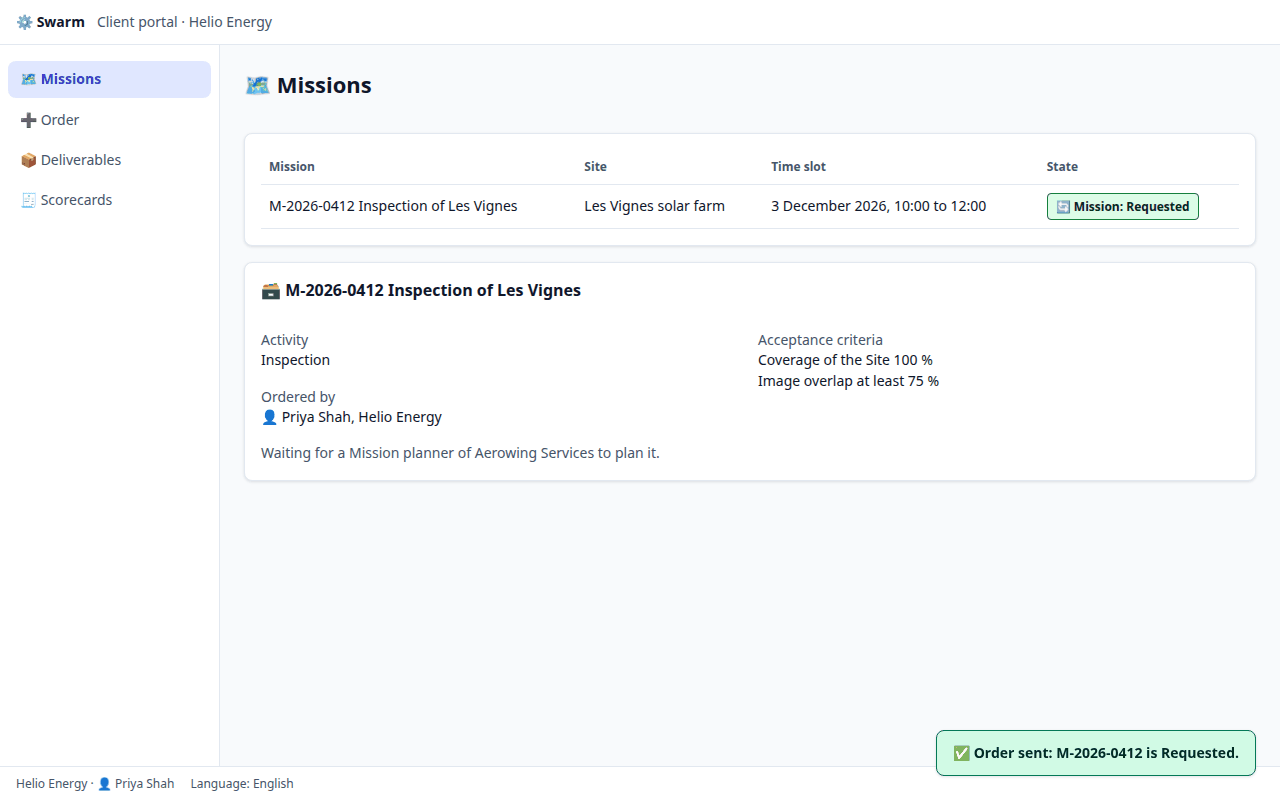 ⚙️ Swarm Client portal · Helio Energy
🗺️ Missions
➕ Order
📦 Deliverables
🧾 Scorecards
🗺️ Missions
Mission Site Time slot State
M-2026-0412 Inspection of Les Vignes Les Vignes solar farm 3 December 2026, 10:00 to 12:00 🔄 Mission: Requested
🗃️ M-2026-0412 Inspection of Les Vignes
Activity
Inspection
Ordered by
👤 Priya Shah, Helio Energy
Acceptance criteria
Coverage of the Site 100 %
Image overlap at least 75 %
Waiting for a Mission planner of Aerowing Services to plan it.
✅ Order sent: M-2026-0412 is Requested.
Helio Energy · 👤 Priya Shah Language: English